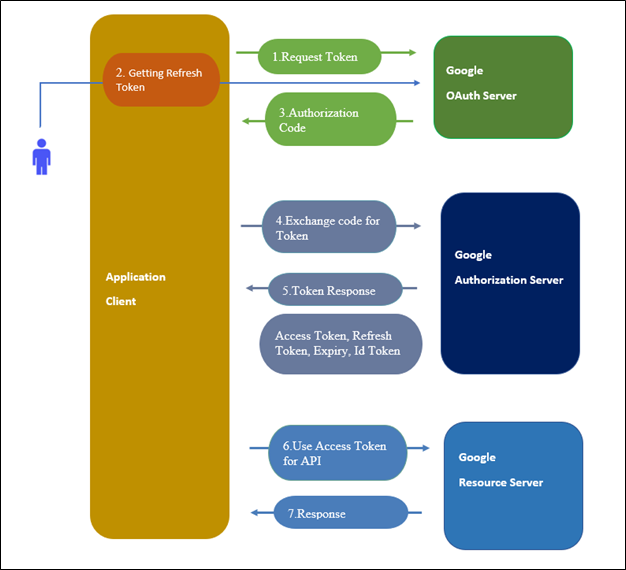 1.Request Token
2. Getting Refresh
Token
Google
OAuth Server
3.Authorization
Code
4.Exchange code for
Token
Google
Authorization Server
Application
Client
5.Token Response
Access Token, Refresh
Token, Expiry, Id Token
6.Use Access Token
for API
Google
Resource Server
7.Response